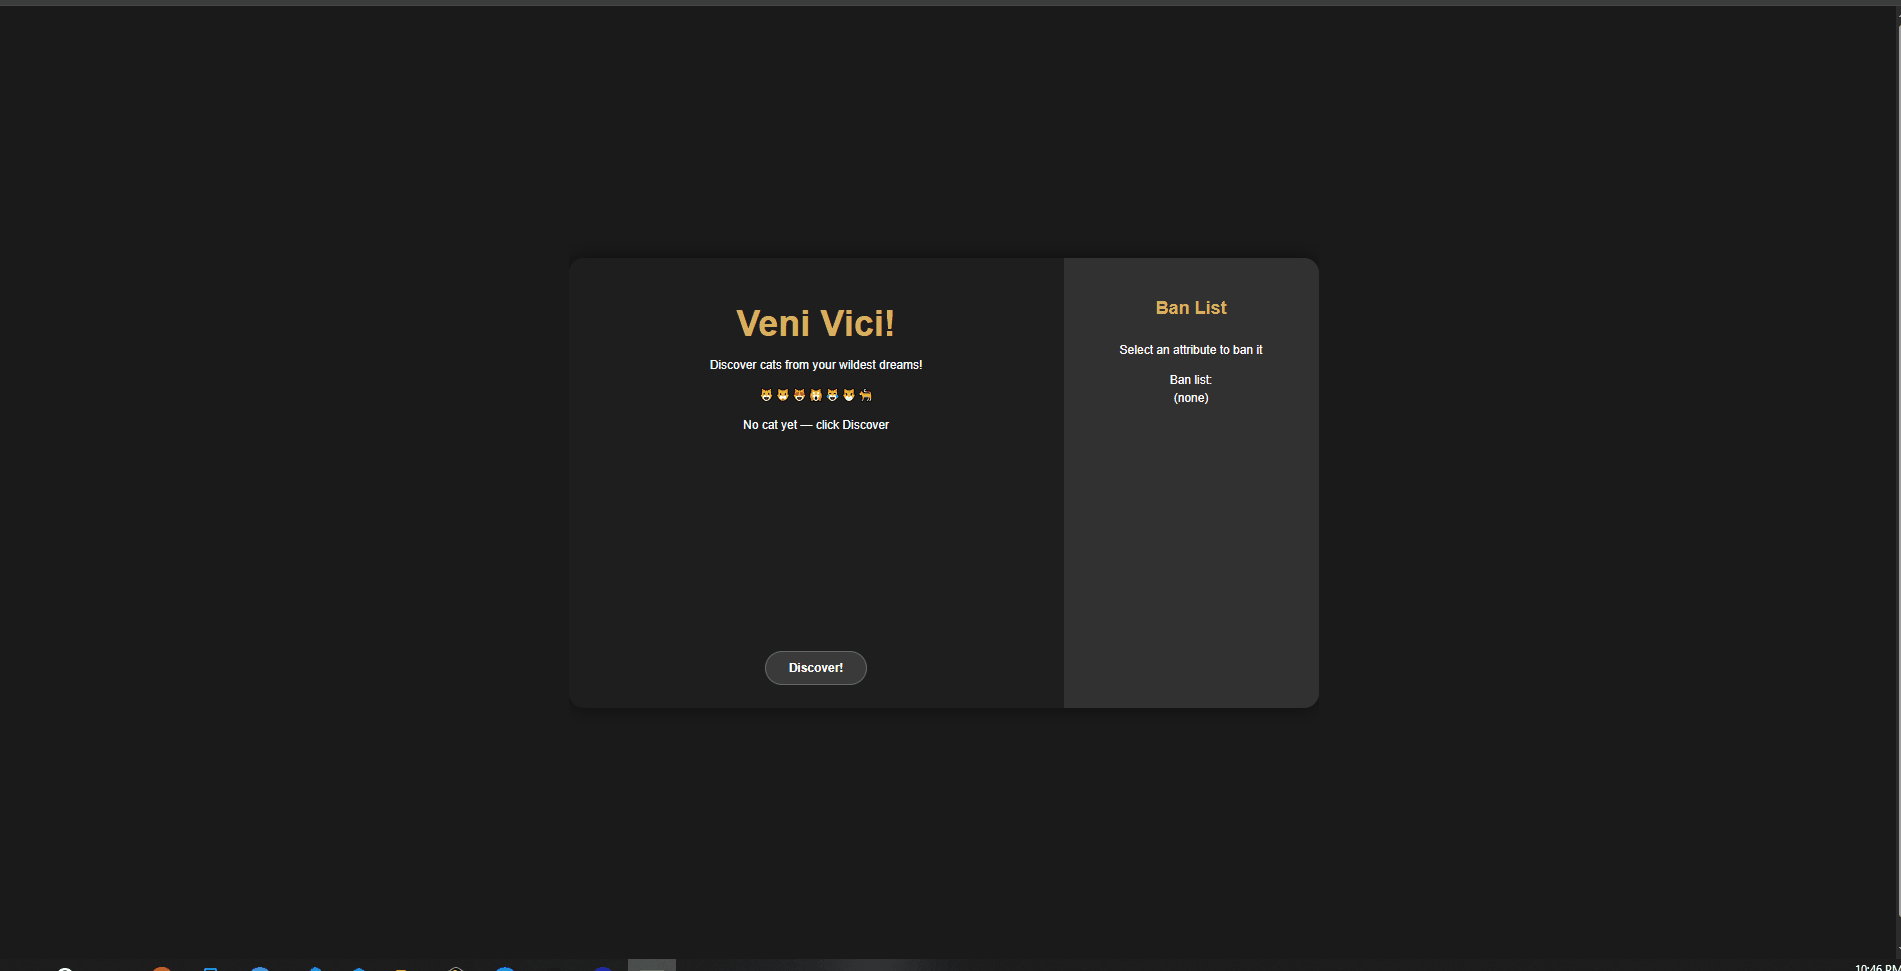 Veni Vici!
Discover cats from your wildest dreams!
No cat yet — click Discover
Discover!
Ban List
Select an attribute to ban it
Ban list:
(none)
10:46 PM